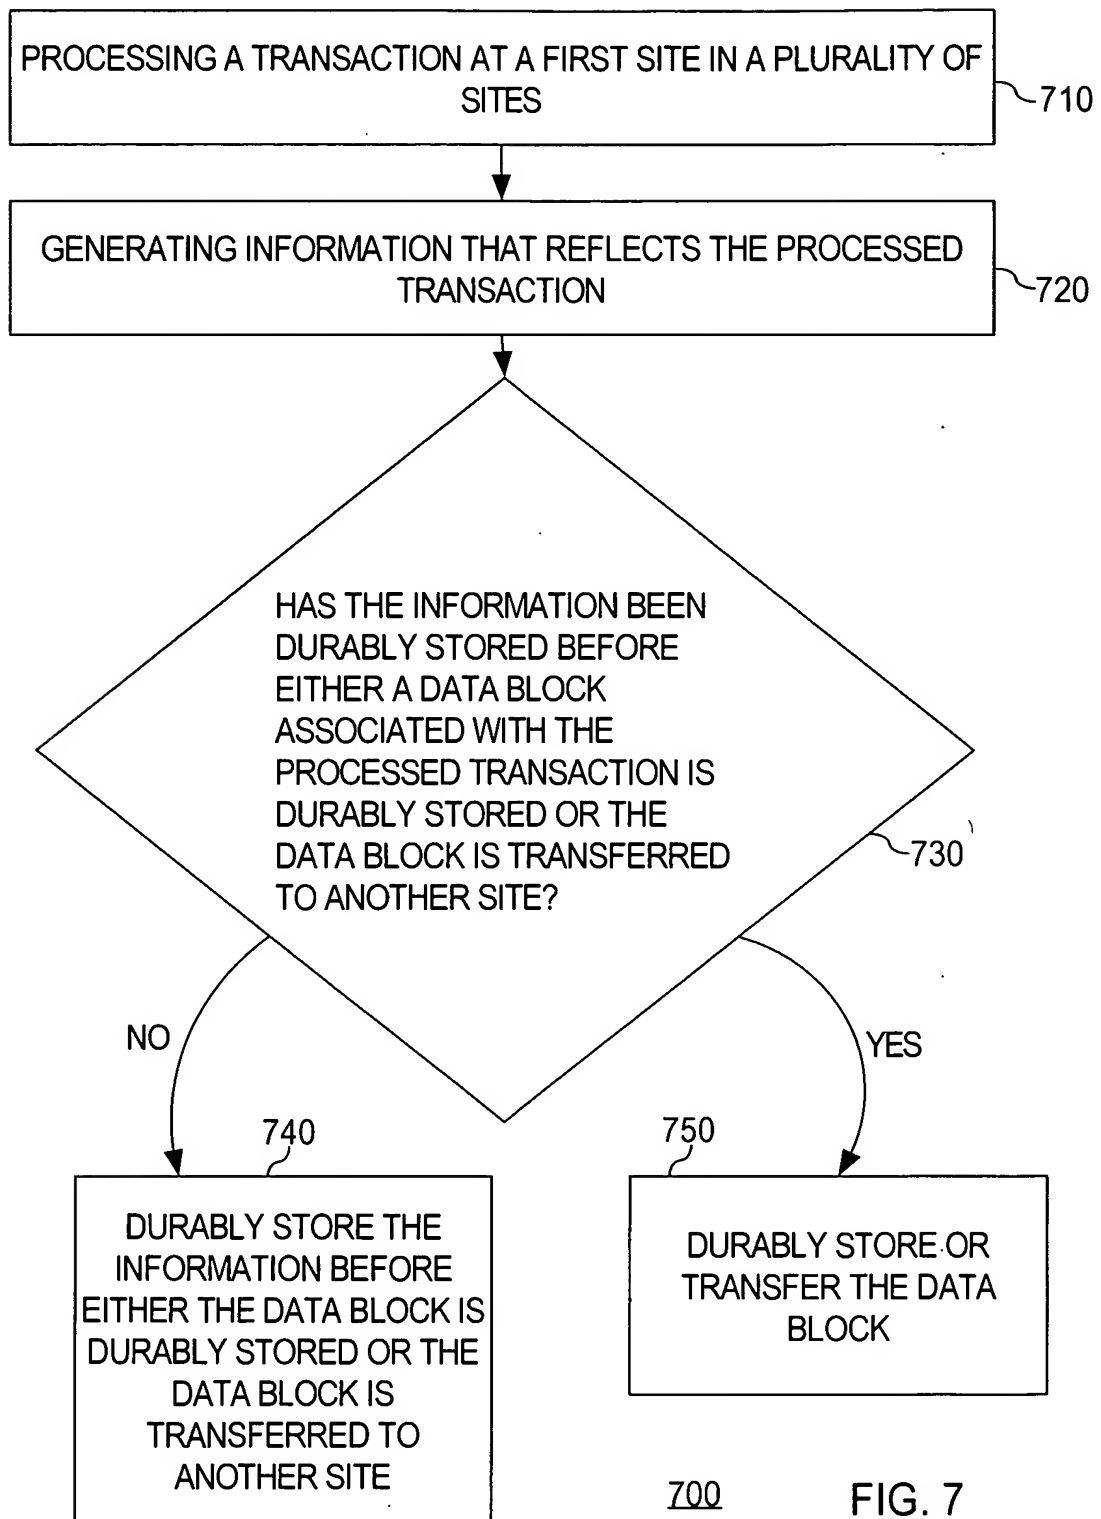 PROCESSING A TRANSACTION AT A FIRST SITE IN A PLURALITY OF
SITES
710
GENERATING INFORMATION THAT REFLECTS THE PROCESSED
TRANSACTION
720
HAS THE INFORMATION BEEN
DURABLY STORED BEFORE
EITHER A DATA BLOCK
ASSOCIATED WITH THE
PROCESSED TRANSACTION IS
DURABLY STORED OR THE
DATA BLOCK IS TRANSFERRED
TO ANOTHER SITE?
730
NO
YES
740
DURABLY STORE THE
INFORMATION BEFORE
EITHER THE DATA BLOCK IS
DURABLY STORED OR THE
DATA BLOCK IS
TRANSFERRED TO
ANOTHER SITE
750
DURABLY STORE OR
TRANSFER THE DATA
BLOCK
700
FIG. 7